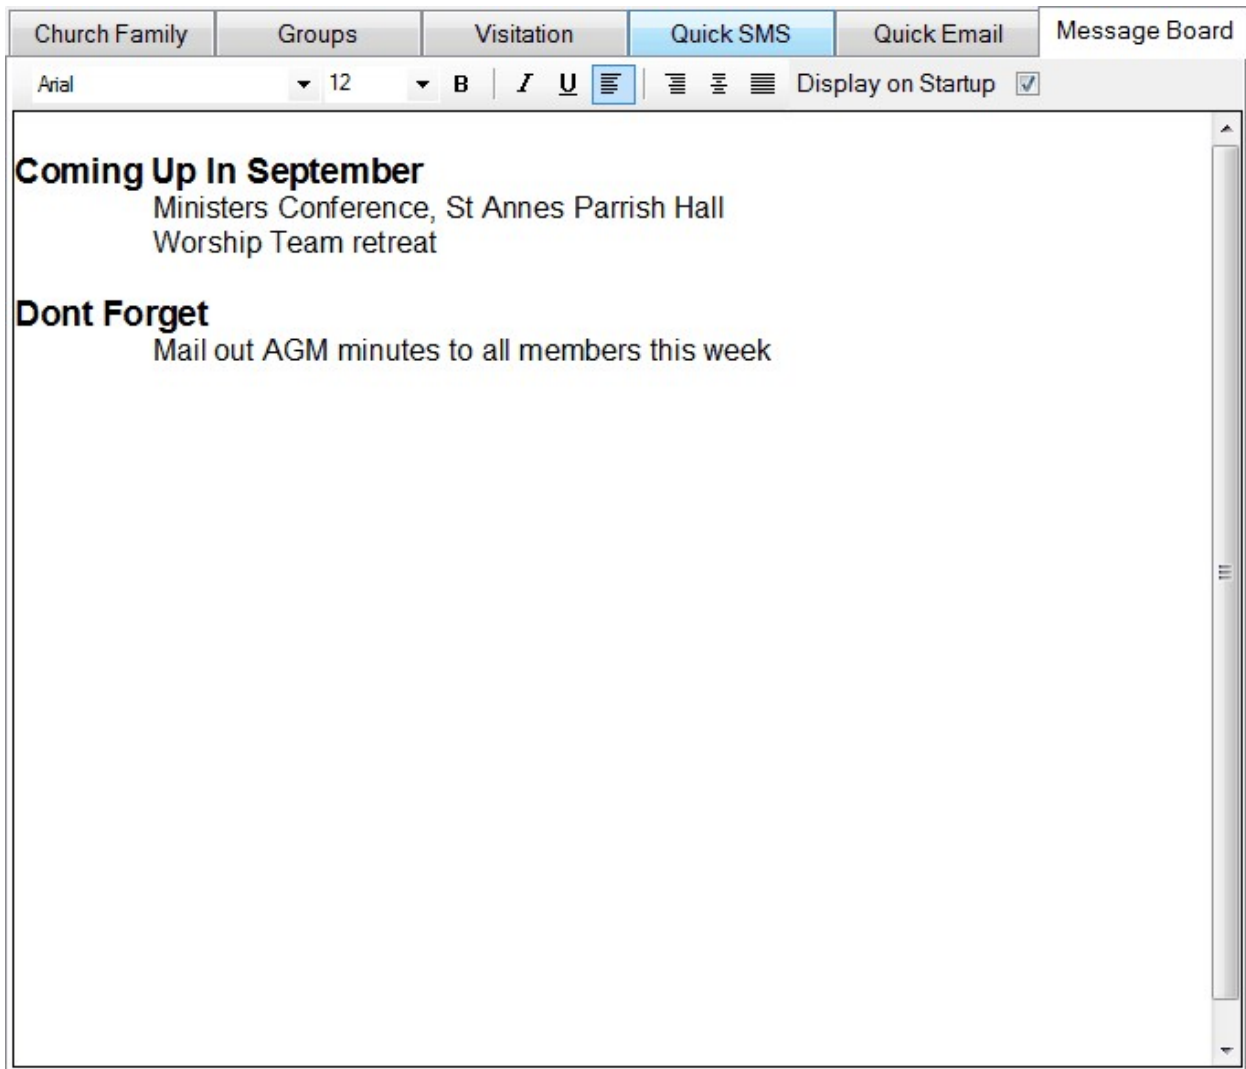 Church Family Groups Visitation Quick SMS Quick Email Message Board
Arial 12 B I U Display on Startup
Coming Up In September
Ministers Conference, St Annes Parrish Hall
Worship Team retreat
Dont Forget
Mail out AGM minutes to all members this week